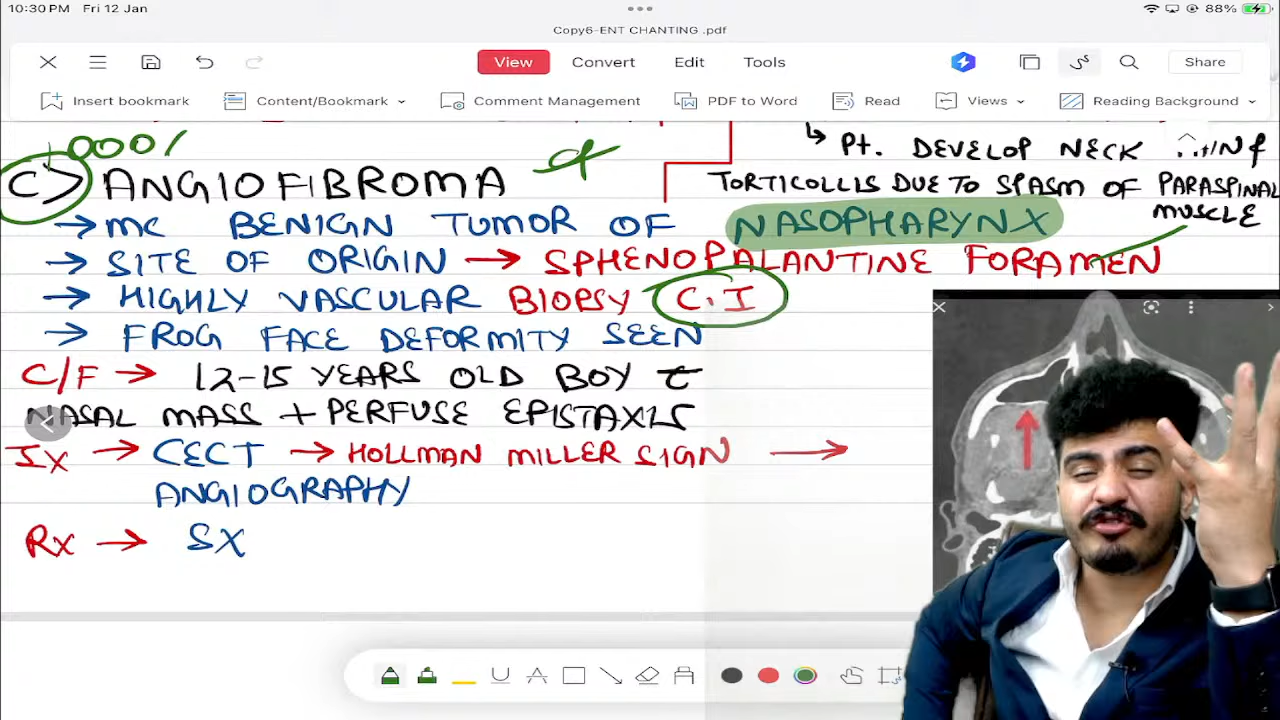 10:30 PM Fri 12 Jan
88%
Copy6-ENT CHANTING .pdf
View Convert Edit Tools Share
Insert bookmark Content/Bookmark Comment Management PDF to Word Read Views Reading Background
1000%
↳ Pt. DEVELOP NECK
C> ANGIOFIBROMA ♂
TORTICOLLIS DUE TO SPASM OF PARASPINAL
MUSCLE
→ MC BENIGN TUMOR OF NASOPHARYNX
→ SITE OF ORIGIN → SPHENOPALANTINE FORAMEN
→ HIGHLY VASCULAR BIOPSY C.I
→ FROG FACE DEFORMITY SEEN
C/F → 12-15 YEARS OLD BOY c̄
NASAL MASS + PERFUSE EPISTAXIS
Ix → CECT → HOLLMAN MILLER SIGN →
ANGIOGRAPHY
Rx → SX